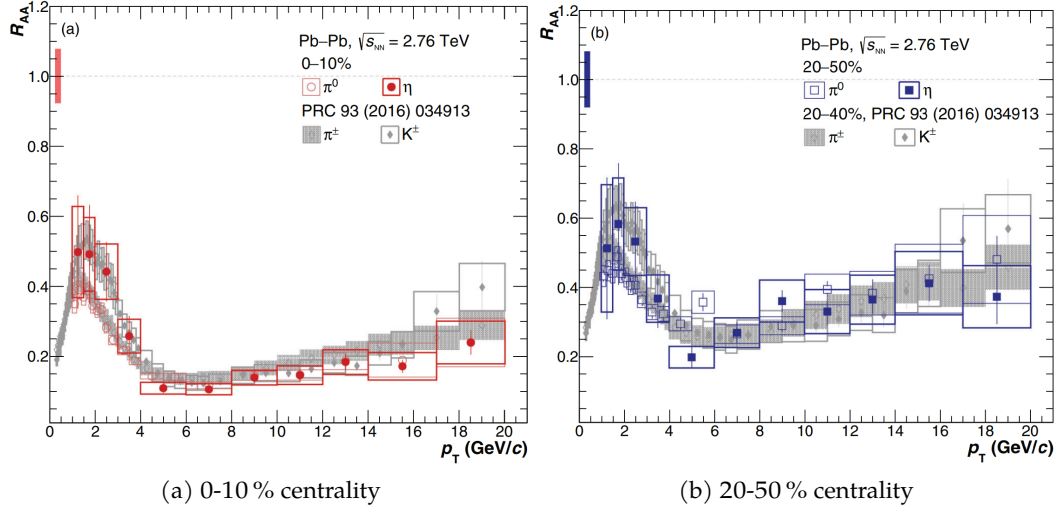 R_AA
1.2
1.0
0.8
0.6
0.4
0.2
0
(a)
Pb–Pb, √s_NN = 2.76 TeV
0–10%
π⁰ η
PRC 93 (2016) 034913
π± K±
0 2 4 6 8 10 12 14 16 18 20
p_T (GeV/c)
(a) 0-10 % centrality
R_AA
1.2
1.0
0.8
0.6
0.4
0.2
0
(b)
Pb–Pb, √s_NN = 2.76 TeV
20–50%
π⁰ η
20–40%, PRC 93 (2016) 034913
π± K±
0 2 4 6 8 10 12 14 16 18 20
p_T (GeV/c)
(b) 20-50 % centrality